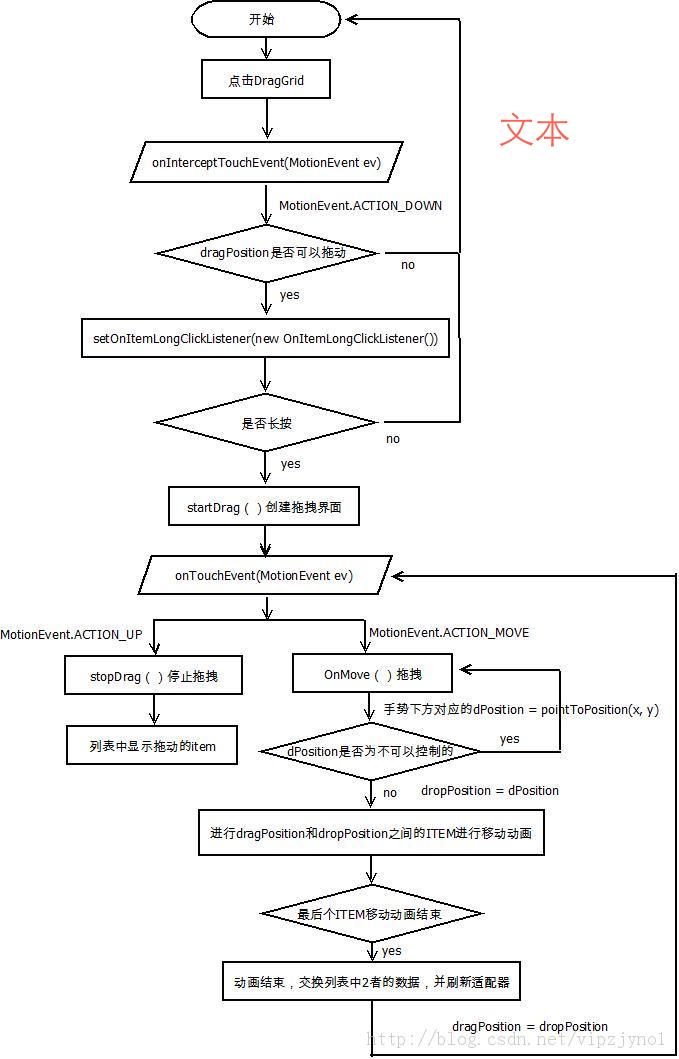 开始
点击DragGrid
文本
onInterceptTouchEvent(MotionEvent ev)
MotionEvent.ACTION_DOWN
dragPosition是否可以拖动
no
yes
setOnItemLongClickListener(new OnItemLongClickListener())
是否长按
no
yes
startDrag（ ）创建拖拽界面
onTouchEvent(MotionEvent ev)
MotionEvent.ACTION_UP
MotionEvent.ACTION_MOVE
stopDrag（ ）停止拖拽
OnMove（ ）拖拽
手势下方对应的dPosition = pointToPosition(x, y)
列表中显示拖动的item
dPosition是否为不可以控制的
yes
no
dropPosition = dPosition
进行dragPosition和dropPosition之间的ITEM进行移动动画
最后个ITEM移动动画结束
yes
动画结束，交换列表中2者的数据，并刷新适配器
dragPosition = dropPosition
http://blog.csdn.net/vipzjyno1